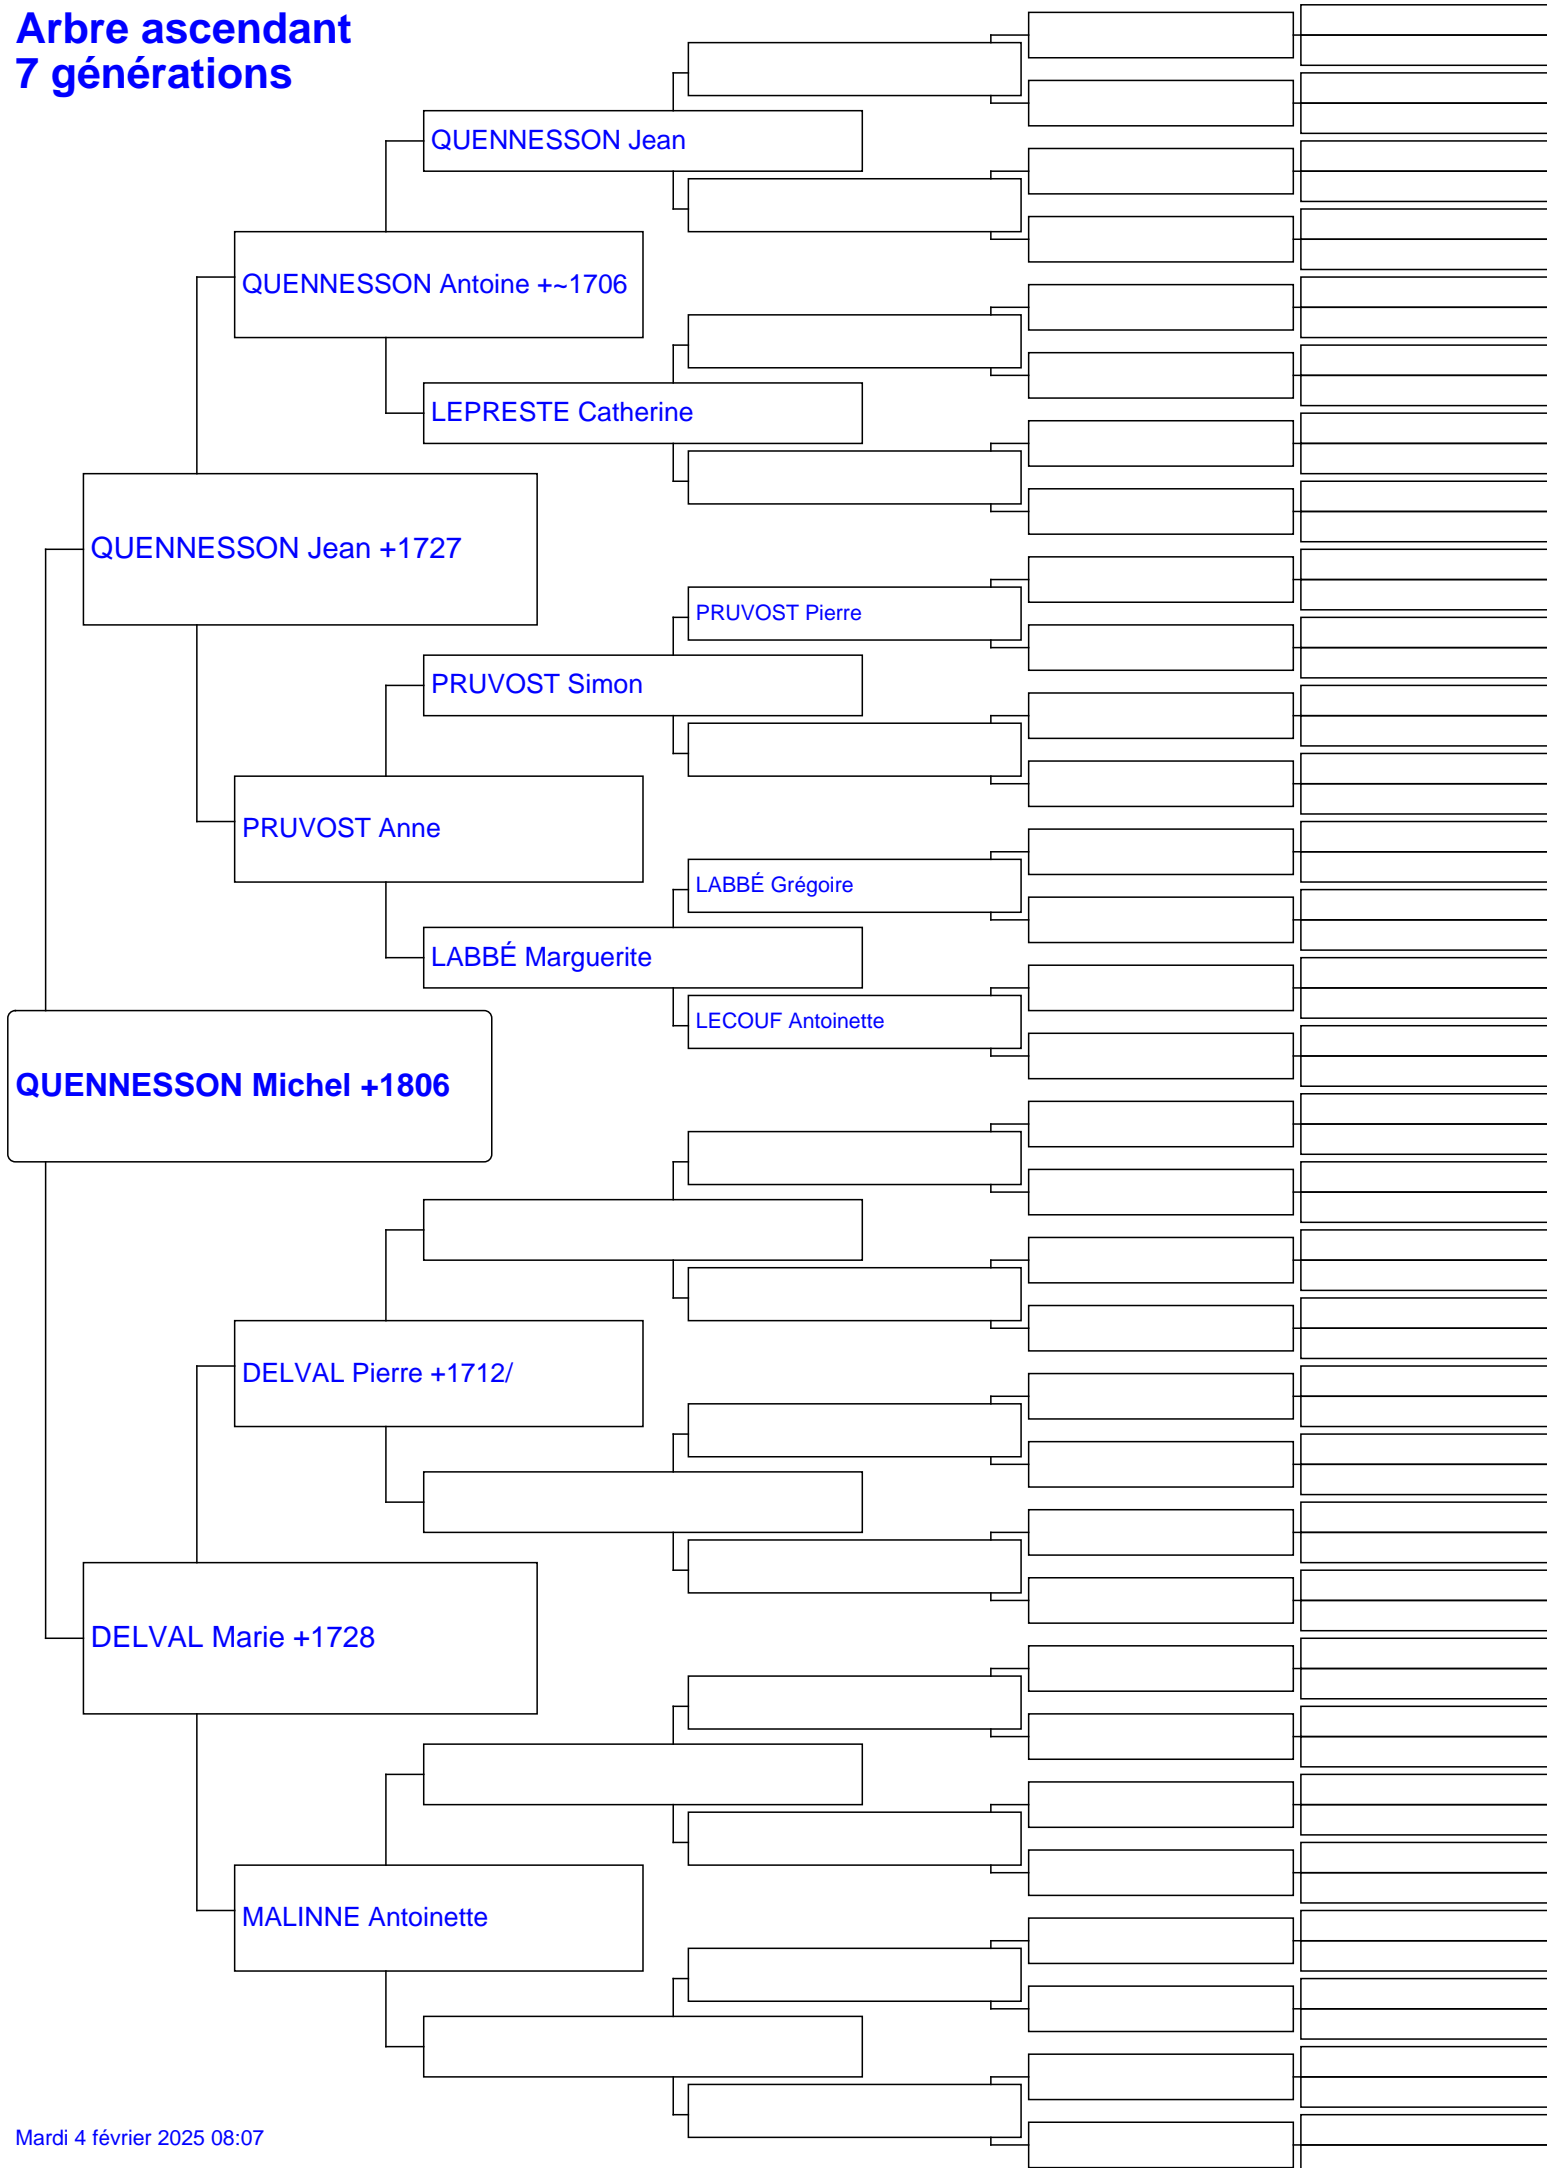 Arbre ascendant
7 générations
QUENNESSON Jean
QUENNESSON Antoine +~1706
LEPRESTE Catherine
QUENNESSON Jean +1727
PRUVOST Pierre
PRUVOST Simon
PRUVOST Anne
LABBÉ Grégoire
LABBÉ Marguerite
LECOUF Antoinette
QUENNESSON Michel +1806
DELVAL Pierre +1712/
DELVAL Marie +1728
MALINNE Antoinette
Mardi 4 février 2025 08:07